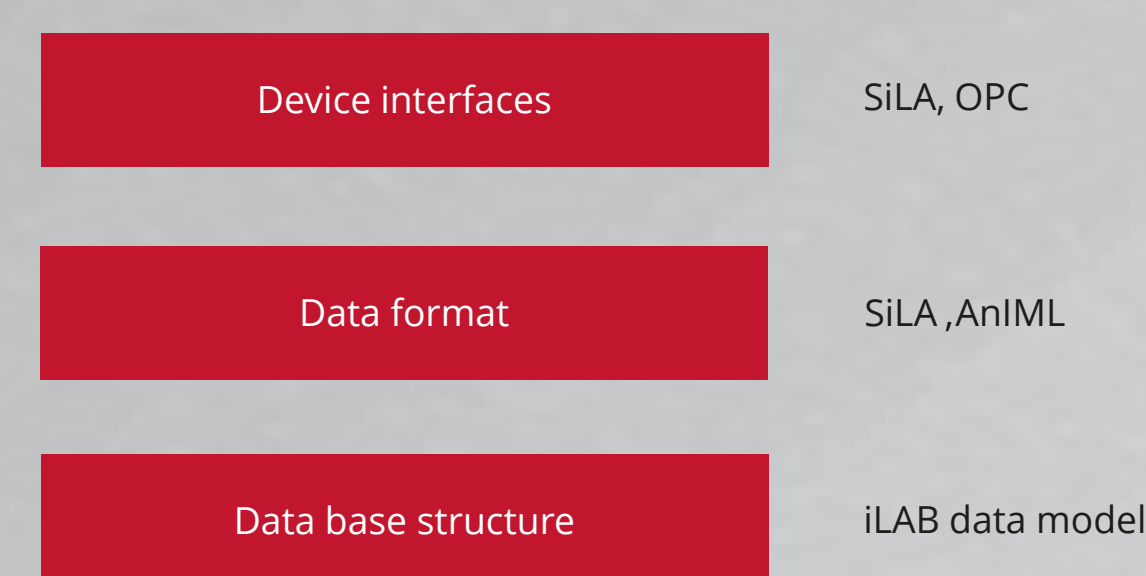 Device interfaces SiLA, OPC
Data format SiLA ,AnIML
Data base structure iLAB data model